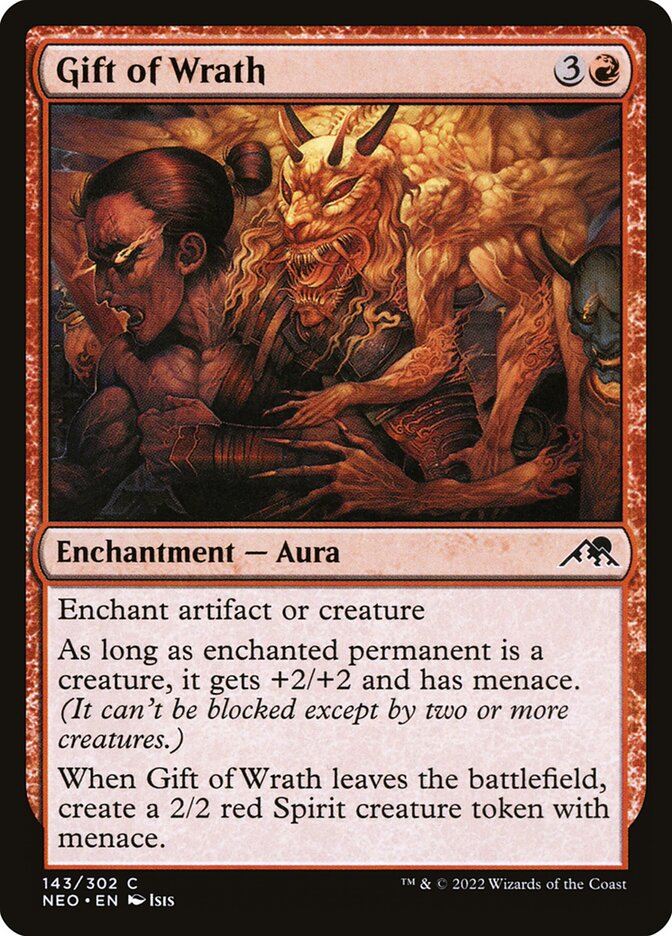 Gift of Wrath 3
Enchantment — Aura
Enchant artifact or creature
As long as enchanted permanent is a
creature, it gets +2/+2 and has menace.
(It can't be blocked except by two or more
creatures.)
When Gift of Wrath leaves the battlefield,
create a 2/2 red Spirit creature token with
menace.
143/302 C
NEO • EN Isis
™ & © 2022 Wizards of the Coast